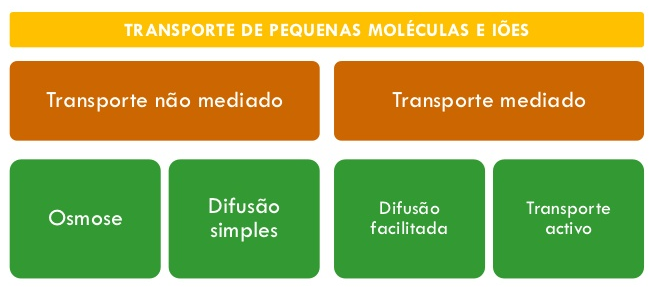 TRANSPORTE DE PEQUENAS MOLÉCULAS E IÕES
Transporte não mediado
Transporte mediado
Osmose
Difusão
simples
Difusão
facilitada
Transporte
activo